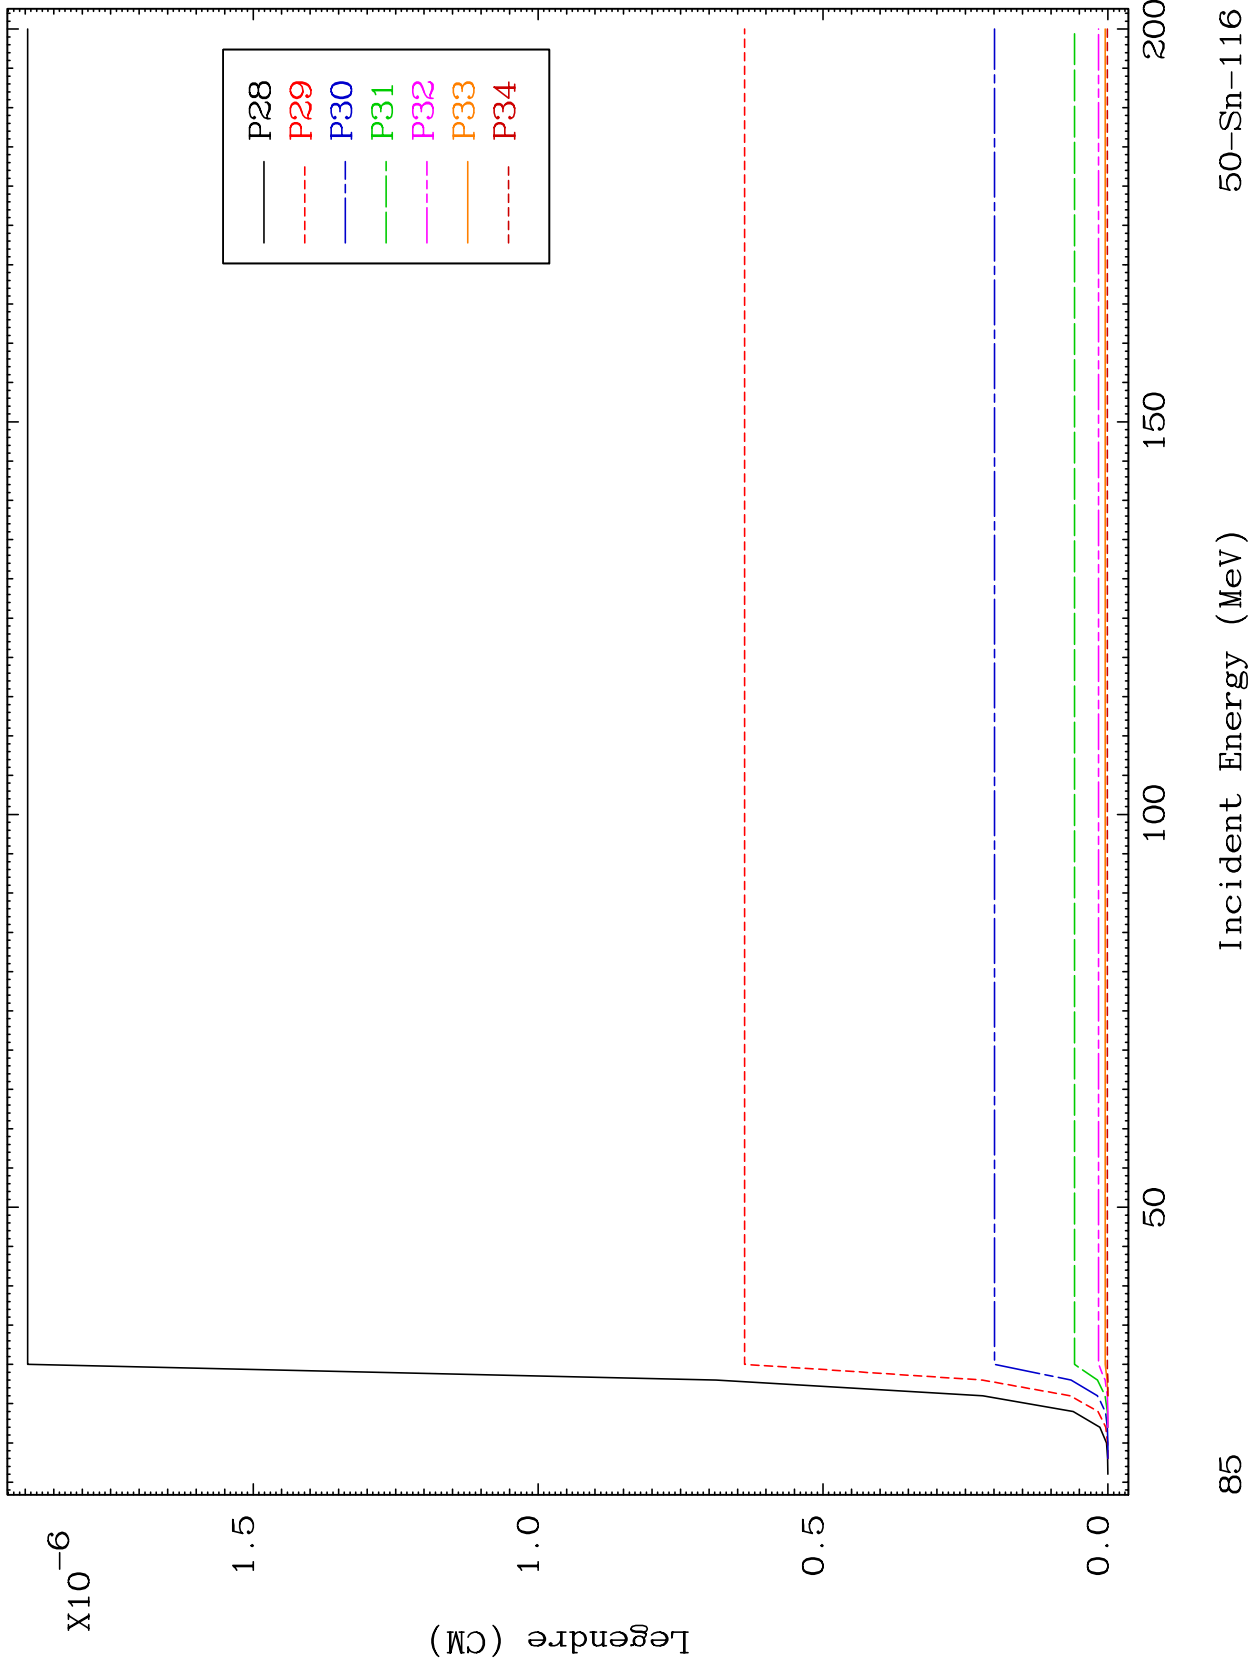 X10-6
1.5
1.0
0.5
0.0
Legendre (CM)
P28
P29
P30
P31
P32
P33
P34
50
100
150
200
Incident Energy (MeV)
85
50-Sn-116